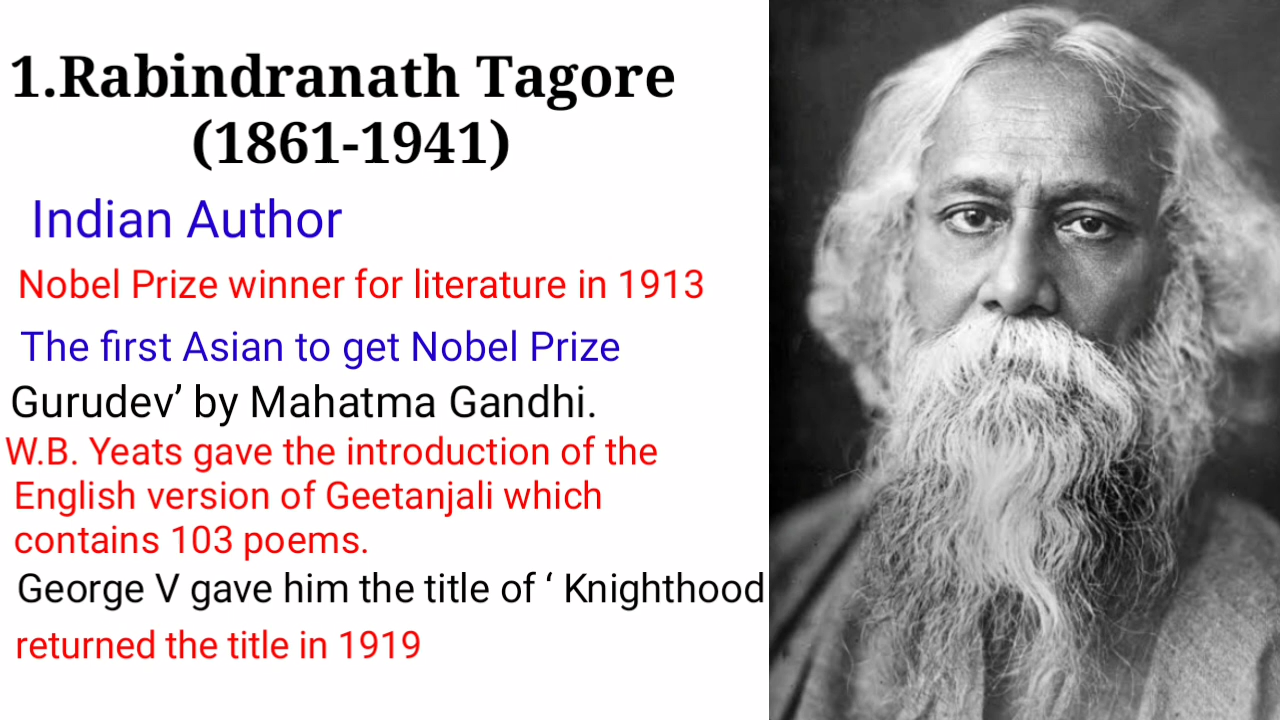 1.Rabindranath Tagore
(1861-1941)
Indian Author
Nobel Prize winner for literature in 1913
The first Asian to get Nobel Prize
Gurudev’ by Mahatma Gandhi.
W.B. Yeats gave the introduction of the
English version of Geetanjali which
contains 103 poems.
George V gave him the title of ‘ Knighthood
returned the title in 1919